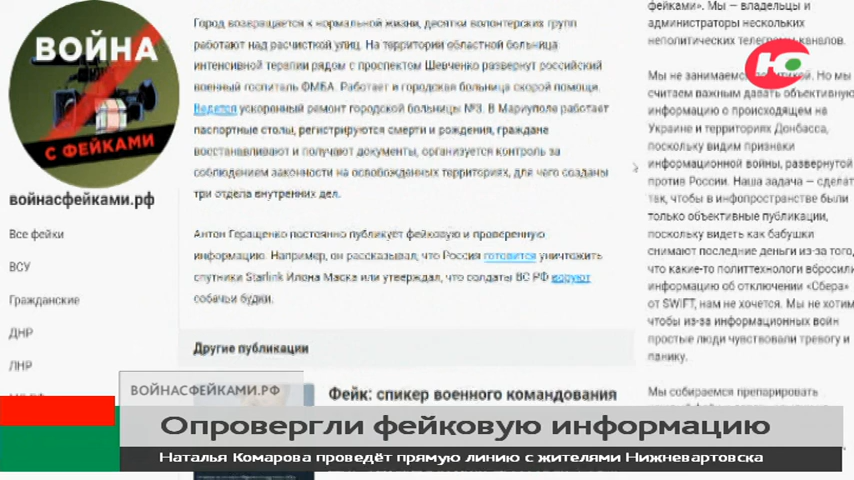 ВОЙНА
С ФЕЙКАМИ
войнасфейками.рф
Все фейки
ВСУ
Гражданские
ДНР
ЛНР
Город возвращается к нормальной жизни, десятки волонтерских групп
работают над расчисткой улиц. На территории областной больницы
интенсивной терапии рядом с проспектом Шевченко развернут российский
военный госпиталь ФМБА. Работает и городская больница скорой помощи.
Ведется ускоренный ремонт городской больницы №3. В Мариуполе работает
паспортные столы, регистрируются смерти и рождения, граждане
восстанавливают и получают документы, организуется контроль за
соблюдением законности на освобожденных территориях, для чего созданы
три отдела внутренних дел.
Антон Геращенко постоянно публикует фейковую и проверенную
информацию. Например, он рассказывал, что Россия готовится уничтожить
спутники Starlink Илона Маска или утверждал, что солдаты ВС РФ воруют
собачьи будки.
Другие публикации
Фейк: спикер военного командования
фейками». Мы — владельцы и
администраторы нескольких
неполитических каналов.
Ю
Мы не занимаемся политикой. Но мы
считаем важным давать объективную
информацию о происходящем на
Украине и территориях Донбасса,
поскольку видим признаки
информационной войны, развернутой
против России. Наша задача — сделать
так, чтобы в инфопространстве были
только объективные публикации,
поскольку видеть как бабушки
снимают последние деньги из-за того,
что какие-то политтехнологи вбросили
информацию об отключении «Сбера»
от SWIFT, нам не хочется. Мы не хотим
чтобы из-за информационных войн
простые люди чувствовали тревогу и
панику.
Мы собираемся препарировать
ВОЙНАСФЕЙКАМИ.РФ
Опровергли фейковую информацию
Наталья Комарова проведёт прямую линию с жителями Нижневартовска